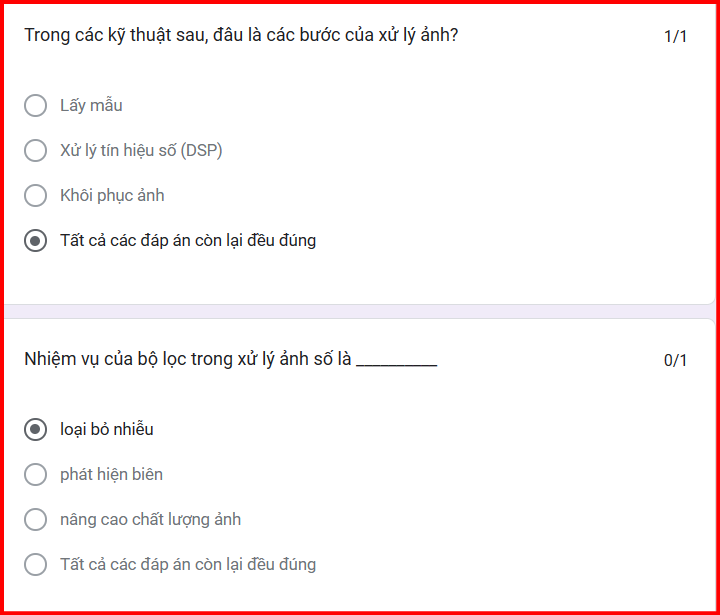 Trong các kỹ thuật sau, đâu là các bước của xử lý ảnh?
1/1
Lấy mẫu
Xử lý tín hiệu số (DSP)
Khôi phục ảnh
Tất cả các đáp án còn lại đều đúng
Nhiệm vụ của bộ lọc trong xử lý ảnh số là __________
0/1
loại bỏ nhiễu
phát hiện biên
nâng cao chất lượng ảnh
Tất cả các đáp án còn lại đều đúng